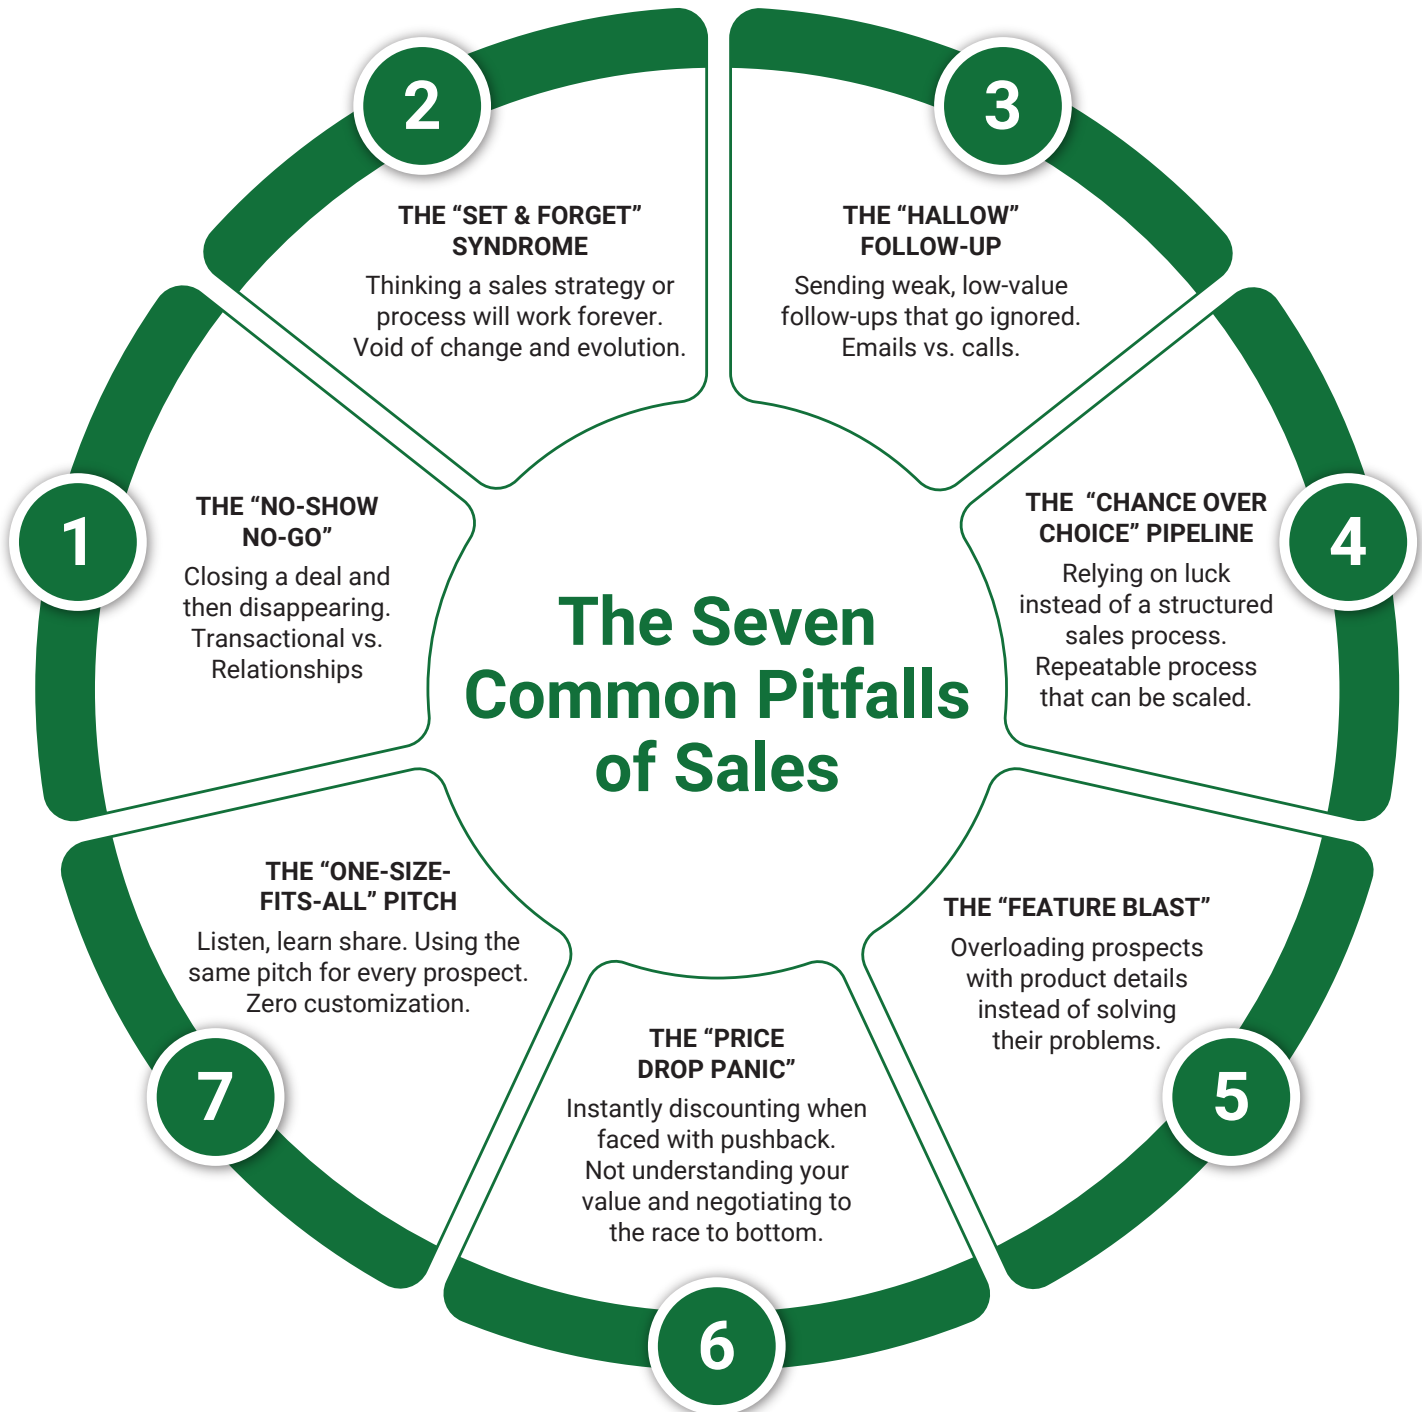 The Seven
Common Pitfalls
of Sales
1
THE “NO-SHOW
NO-GO”
Closing a deal and
then disappearing.
Transactional vs.
Relationships
2
THE “SET & FORGET”
SYNDROME
Thinking a sales strategy or
process will work forever.
Void of change and evolution.
3
THE “HALLOW”
FOLLOW-UP
Sending weak, low-value
follow-ups that go ignored.
Emails vs. calls.
4
THE “CHANCE OVER
CHOICE” PIPELINE
Relying on luck
instead of a structured
sales process.
Repeatable process
that can be scaled.
5
THE “FEATURE BLAST”
Overloading prospects
with product details
instead of solving
their problems.
6
THE “PRICE
DROP PANIC”
Instantly discounting when
faced with pushback.
Not understanding your
value and negotiating to
the race to bottom.
7
THE “ONE-SIZE-
FITS-ALL” PITCH
Listen, learn share. Using the
same pitch for every prospect.
Zero customization.